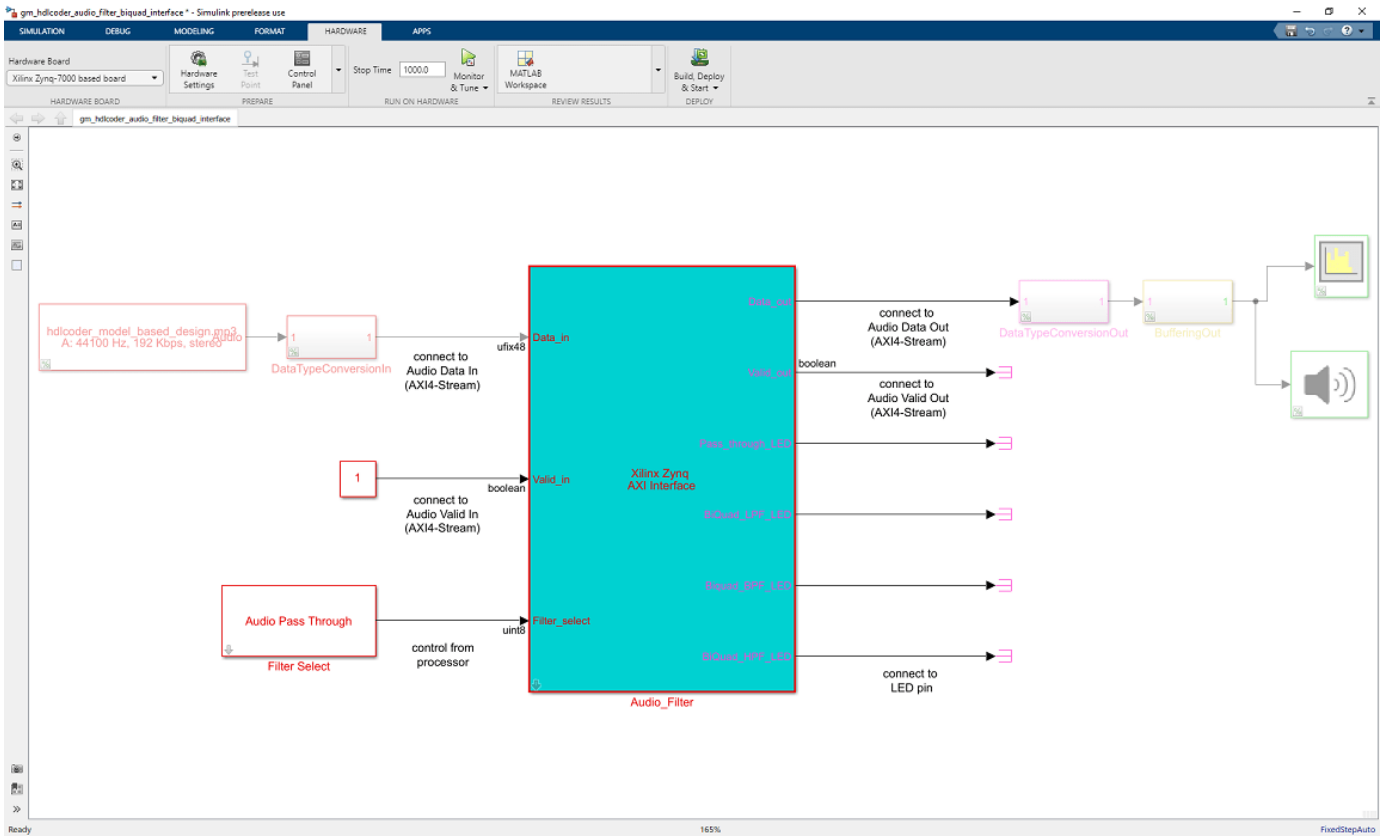 gm_hdlcoder_audio_filter_biquad_interface * - Simulink prerelease use
SIMULATION DEBUG MODELING FORMAT HARDWARE APPS
Hardware Board
Xilinx Zynq-7000 based board
HARDWARE BOARD
Hardware
Settings
Test
Point
Control
Panel
PREPARE
Stop Time 1000.0
Monitor
& Tune
RUN ON HARDWARE
MATLAB
Workspace
REVIEW RESULTS
Build, Deploy
& Start
DEPLOY
gm_hdlcoder_audio_filter_biquad_interface
hdlcoder_model_based_design.mp3
A: 44100 Hz, 192 Kbps, stereo
Audio
1 1
DataTypeConversionIn
connect to
Audio Data In
(AXI4-Stream)
ufix48
Data_in
1
boolean
Valid_in
connect to
Audio Valid In
(AXI4-Stream)
Audio Pass Through
Filter Select
control from
processor
uint8
Filter_select
Xilinx Zynq
AXI Interface
Audio_Filter
Data_out
connect to
Audio Data Out
(AXI4-Stream)
Valid_out
boolean
connect to
Audio Valid Out
(AXI4-Stream)
Pass_through_LED
BiQuad_LPF_LED
Biquad_BPF_LED
BiQuad_HPF_LED
connect to
LED pin
1 1
DataTypeConversionOut
1 1
BufferingOut
Ready 165% FixedStepAuto